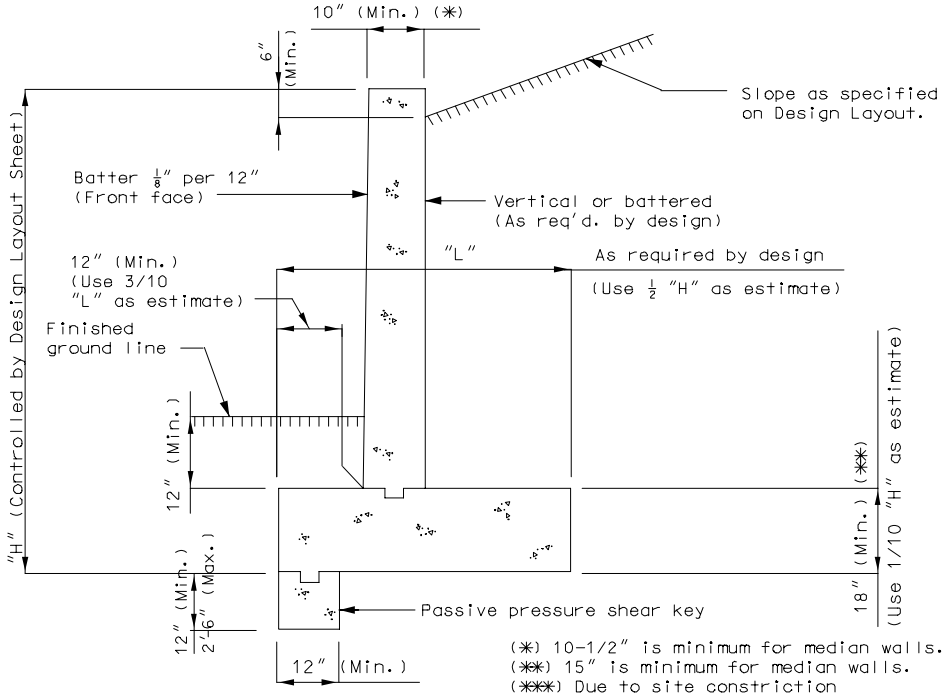 10" (Min.) (*)
6"
(Min.)
Slope as specified
on Design Layout.
Batter 1/8" per 12"
(Front face)
Vertical or battered
(As req'd. by design)
"H" (Controlled by Design Layout Sheet)
12" (Min.)
(Use 3/10
"L" as estimate)
"L"
As required by design
(Use 1/2 "H" as estimate)
Finished
ground line
12" (Min.)
18" (Min.) (**)
(Use 1/10 "H" as estimate)
12" (Min.)
2'-6" (Max.)
Passive pressure shear key
12" (Min.)
(*) 10-1/2" is minimum for median walls.
(**) 15" is minimum for median walls.
(***) Due to site constriction